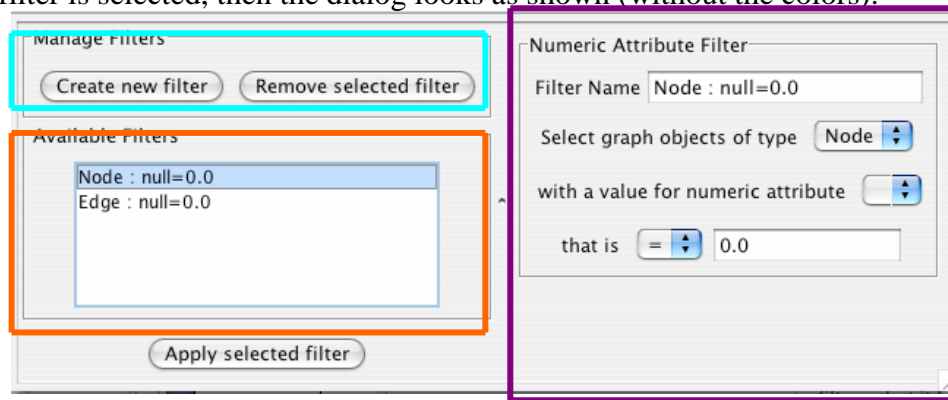 filter is selected, then the dialog looks as shown (without the colors).
Manage Filters
Create new filter Remove selected filter
Available Filters
Node : null=0.0
Edge : null=0.0
Apply selected filter
Numeric Attribute Filter
Filter Name Node : null=0.0
Select graph objects of type Node
with a value for numeric attribute
that is = 0.0